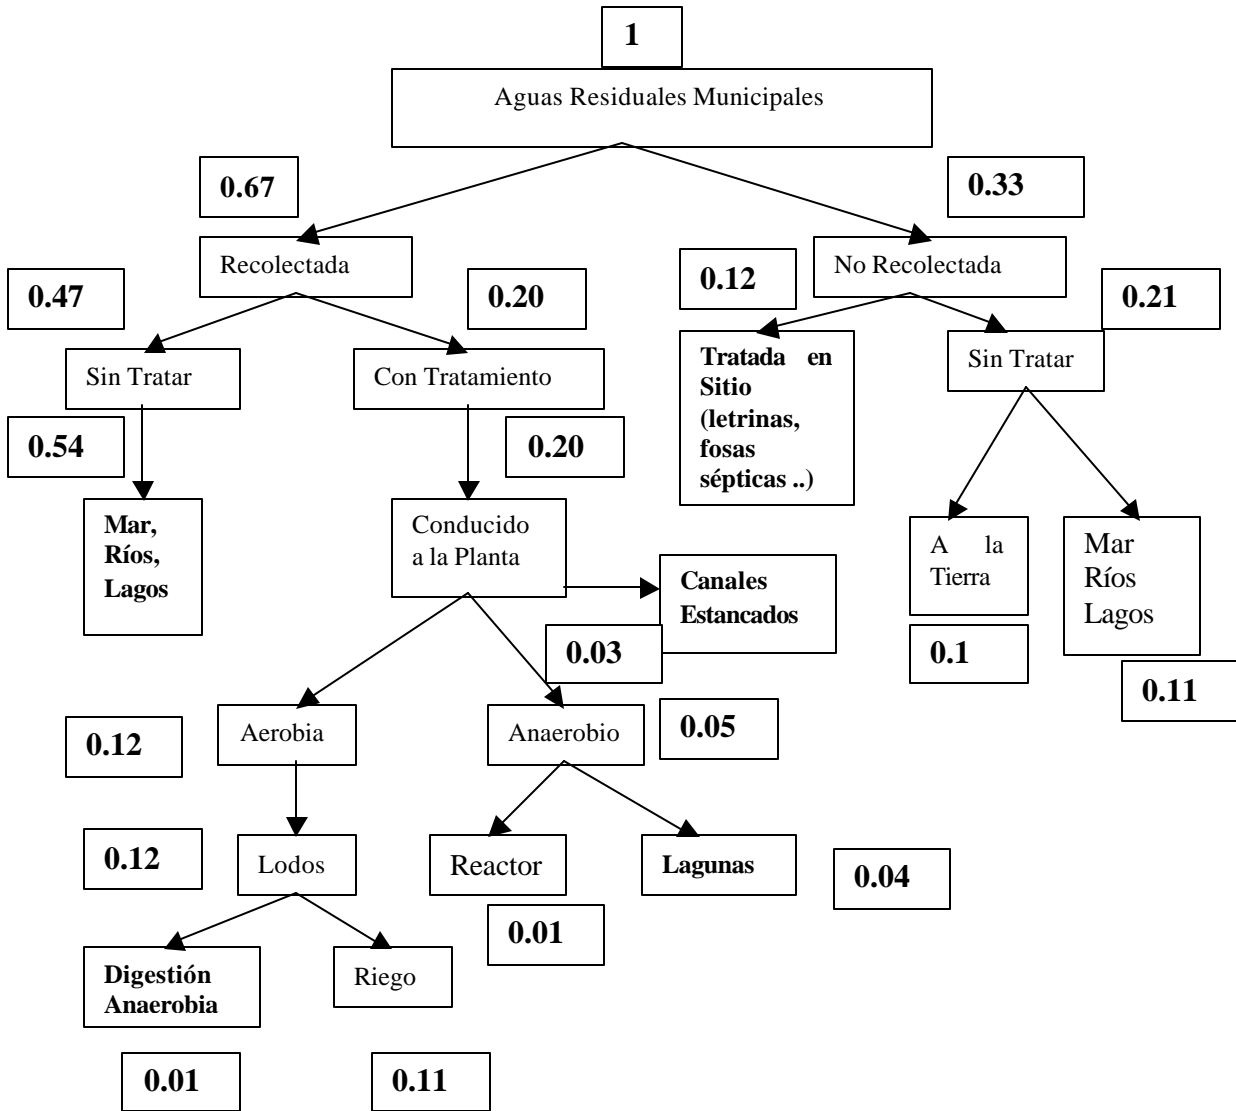 1
Aguas Residuales Municipales
0.67
0.33
Recolectada
No Recolectada
0.47
0.20
0.12
0.21
Sin Tratar
Con Tratamiento
Tratada en
Sitio
(letrinas,
fosas
sépticas ..)
Sin Tratar
0.54
0.20
Mar,
Ríos,
Lagos
Conducido
a la Planta
Canales
Estancados
A la
Tierra
Mar
Ríos
Lagos
0.03
0.1
0.11
0.12
Aerobia
Anaerobio
0.05
0.12
Lodos
Reactor
Lagunas
0.04
0.01
Digestión
Anaerobia
Riego
0.01
0.11